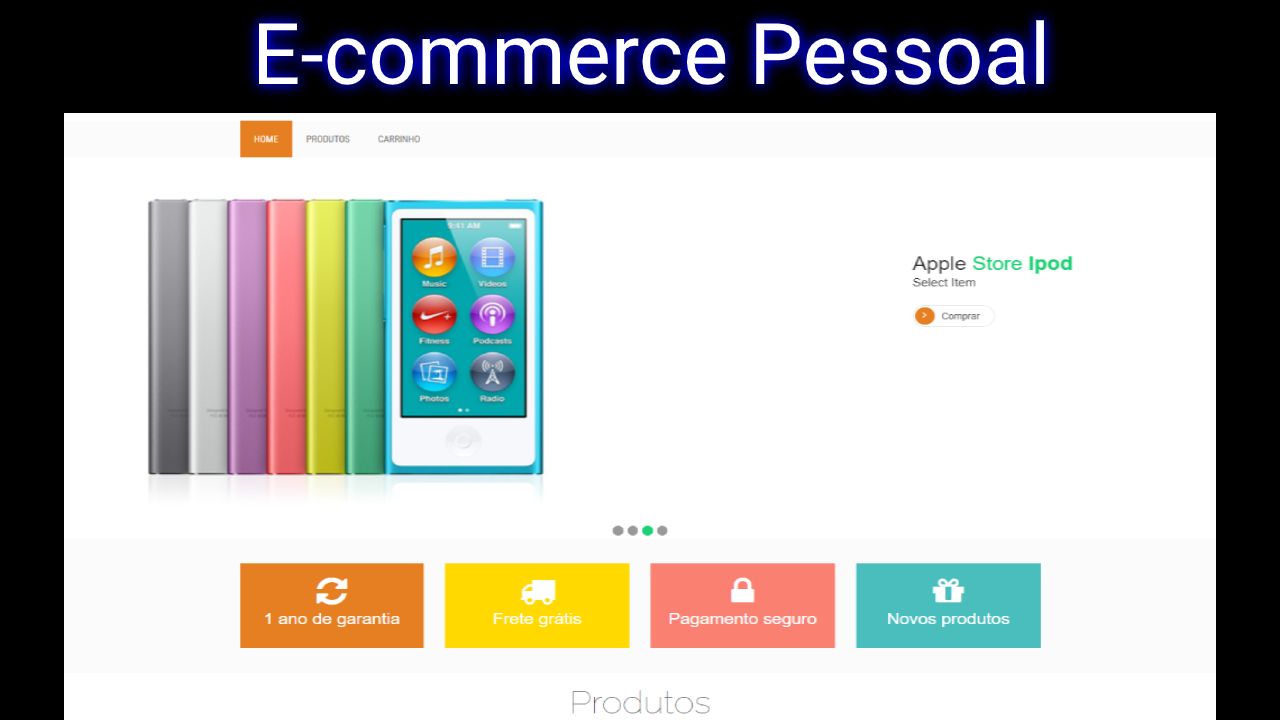 E-commerce Pessoal
HOME PRODUTOS CARRINHO
9:41 AM
Music Videos
Fitness Podcasts
Photos Radio
Apple Store Ipod
Select Item
Comprar
1 ano de garantia
Frete grátis
Pagamento seguro
Novos produtos
Produtos